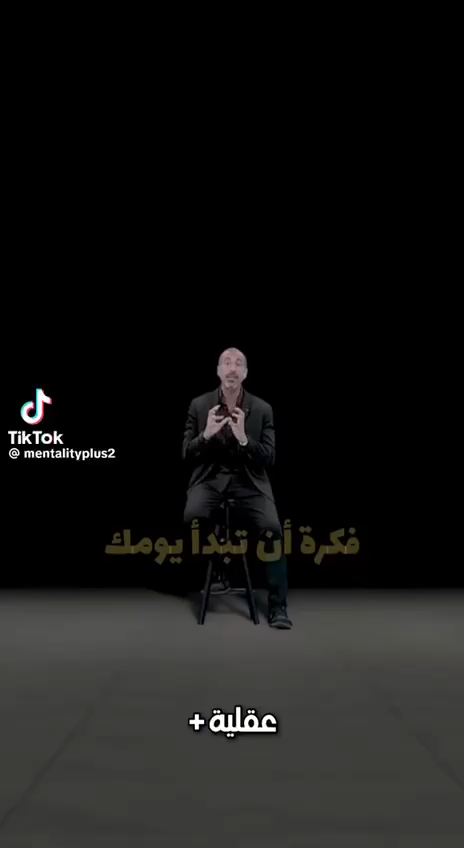 TikTok
@ mentalityplus2
فكرة أن تبدأ يومك
عقلية +